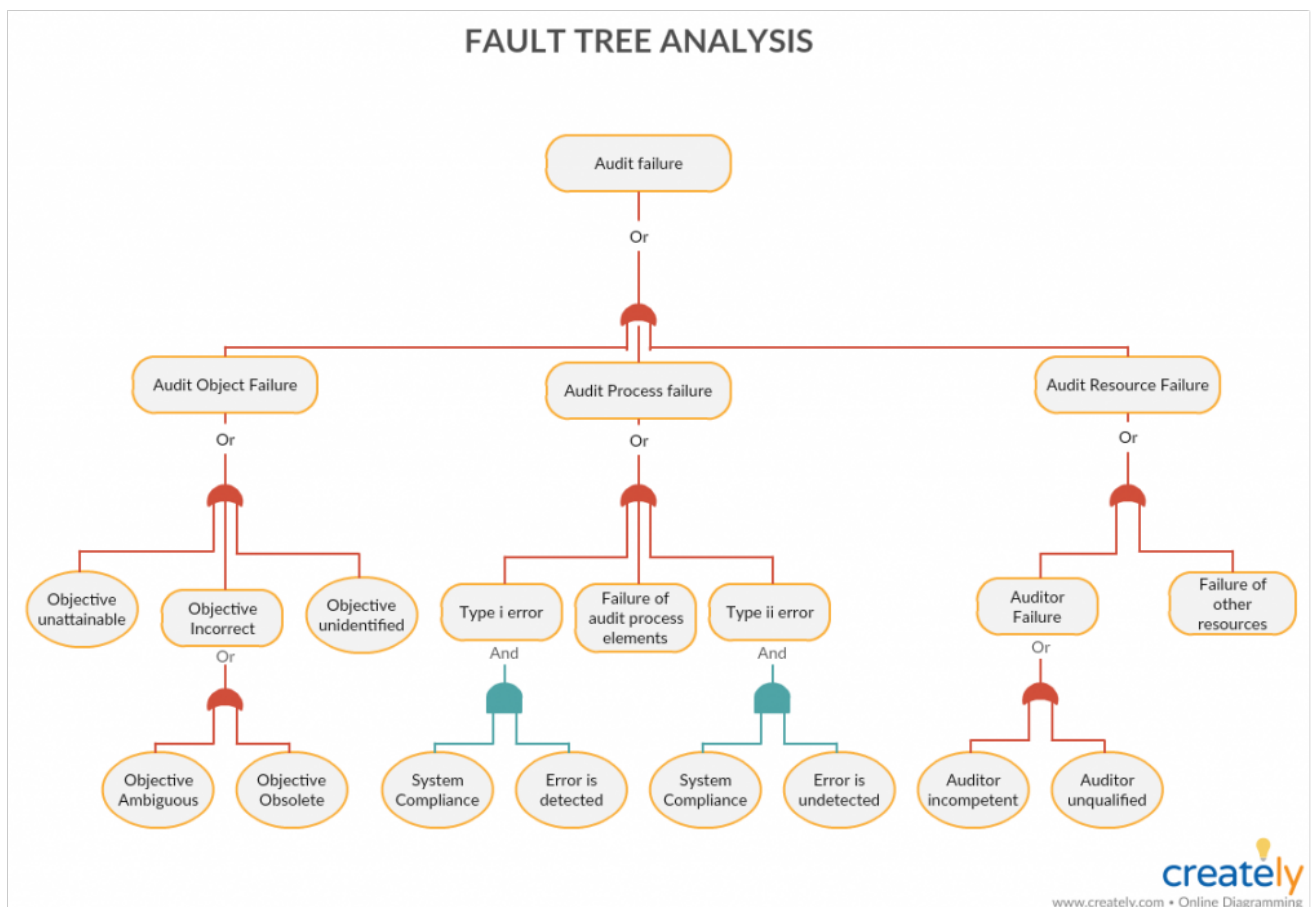 FAULT TREE ANALYSIS
Audit failure
Or
Audit Object Failure
Audit Process failure
Audit Resource Failure
Or
Or
Or
Objective
unattainable
Objective
Incorrect
Objective
unidentified
Type i error
Failure of
audit process
elements
Type ii error
Auditor
Failure
Failure of
other
resources
Or
And
And
Or
Objective
Ambiguous
Objective
Obsolete
System
Compliance
Error is
detected
System
Compliance
Error is
undetected
Auditor
incompetent
Auditor
unqualified
creately
www.creately.com • Online Diagramming